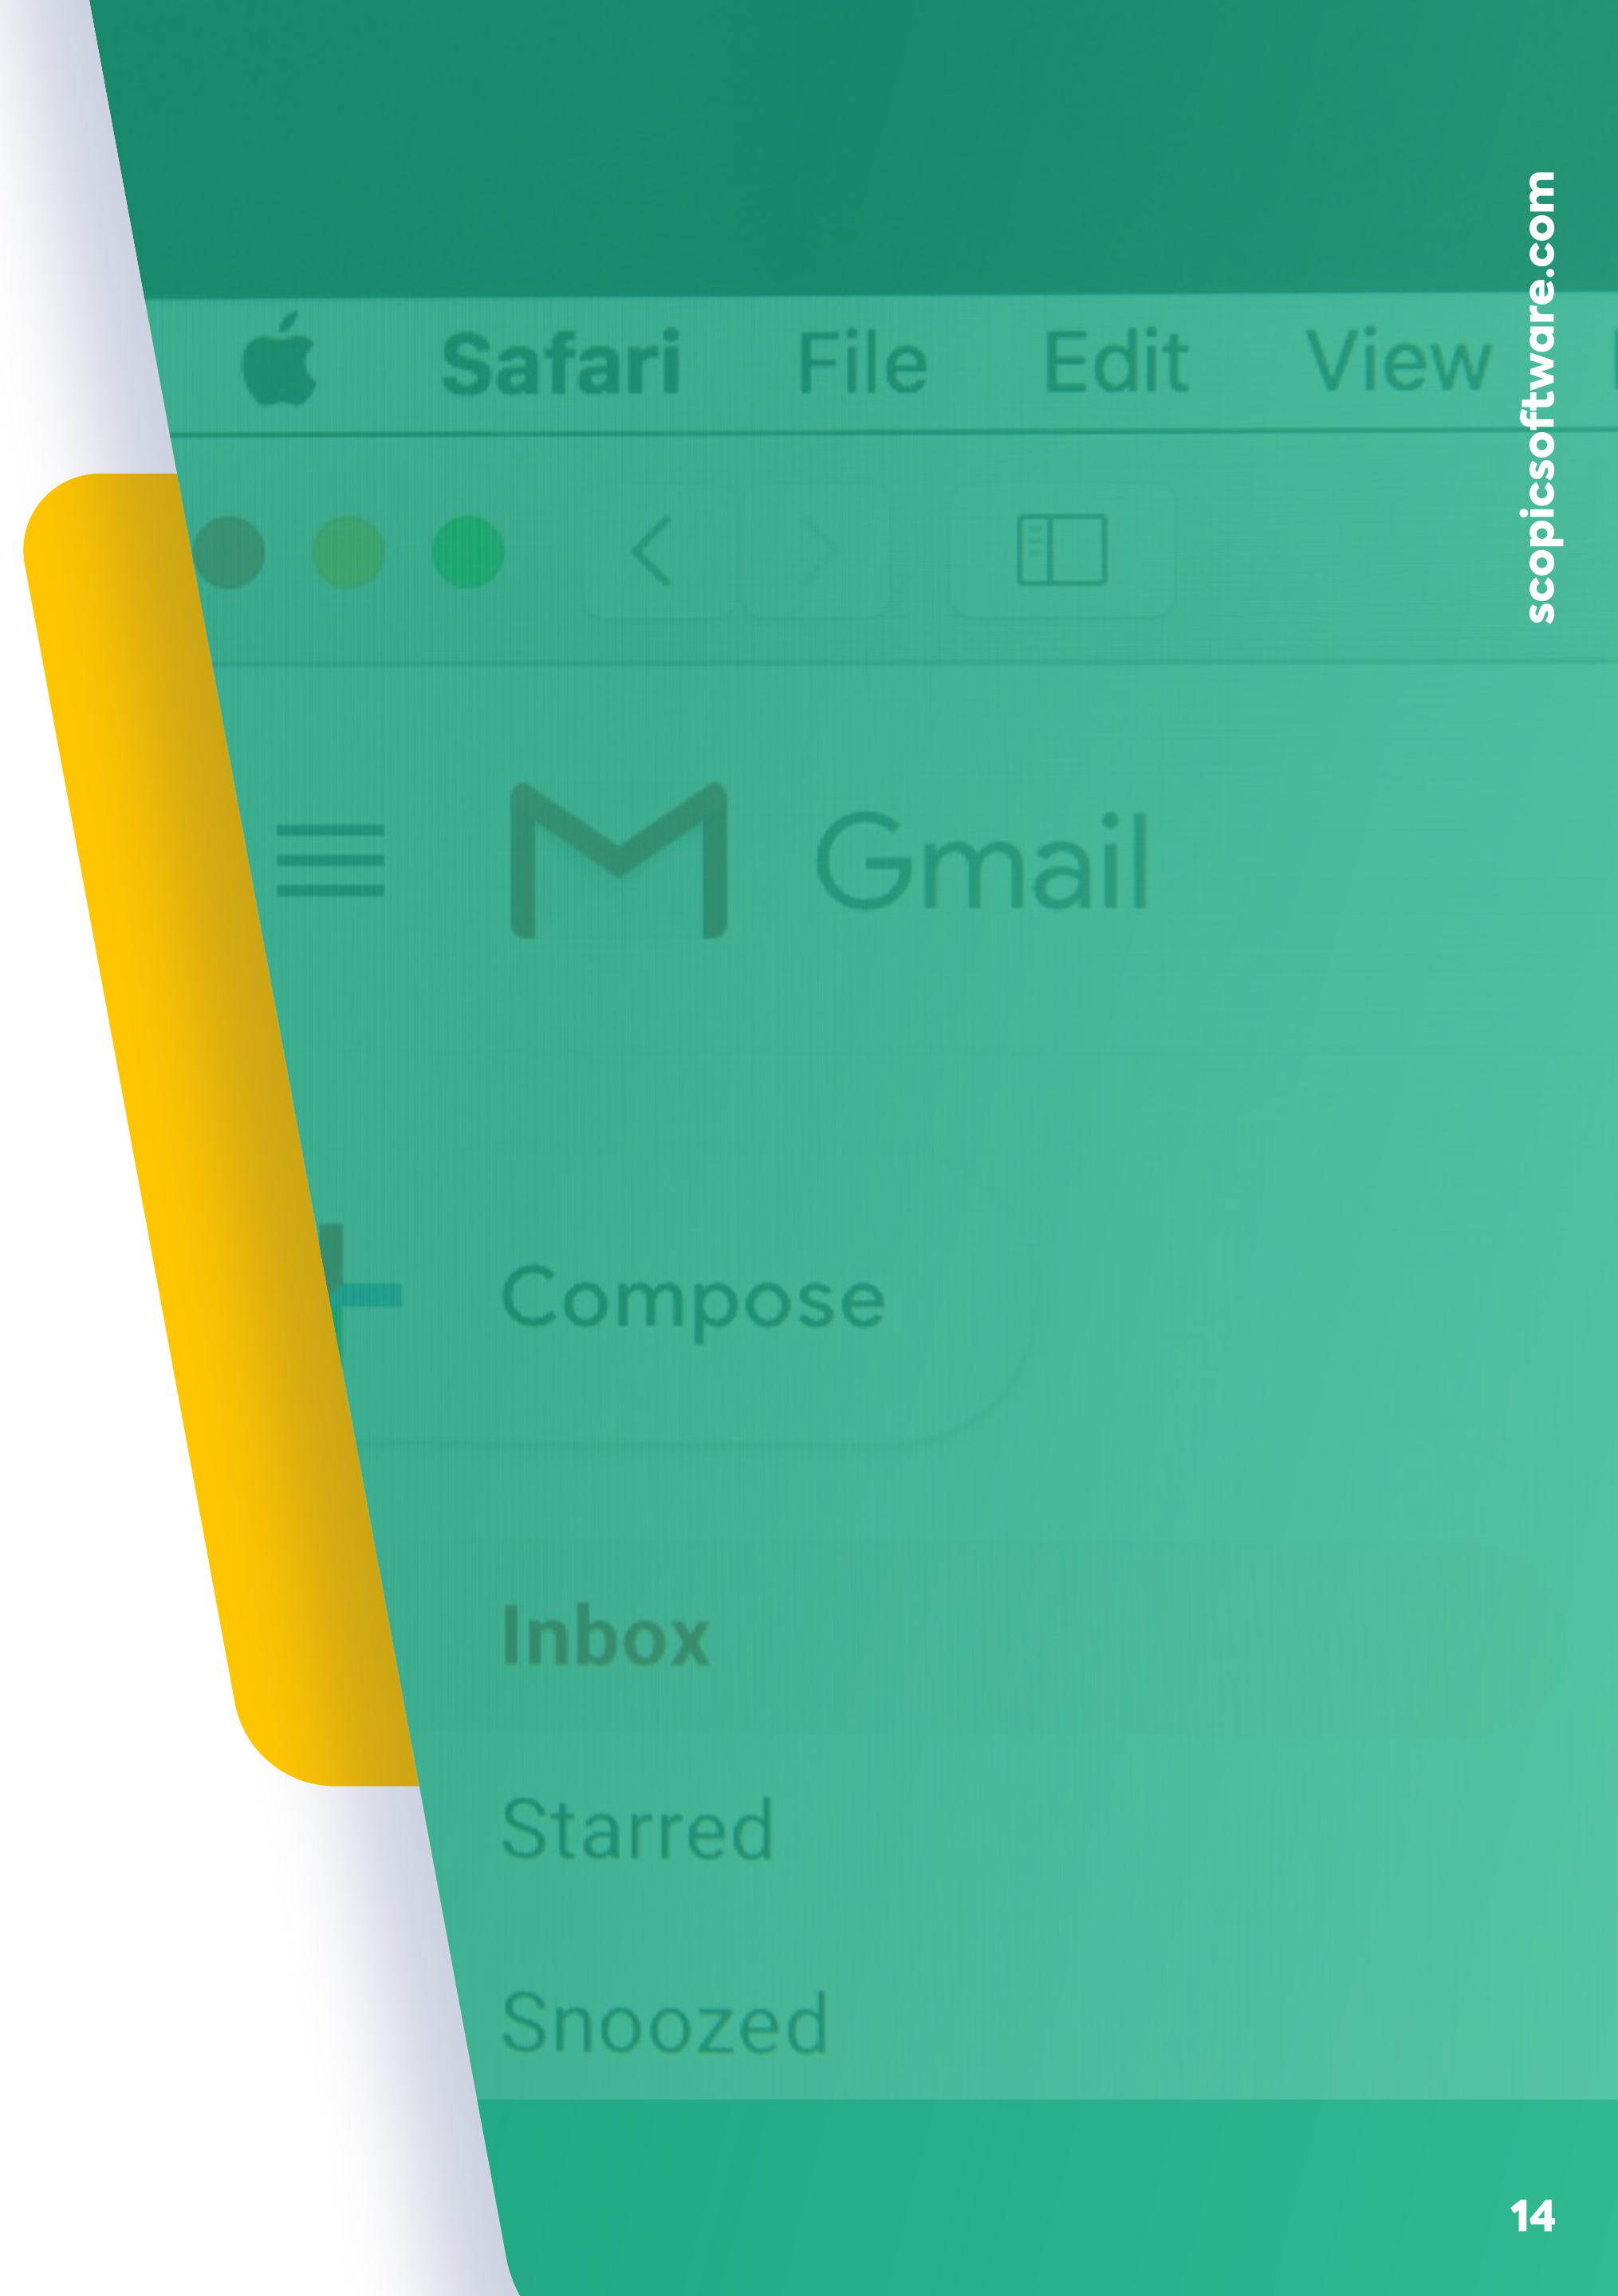 scopicsoftware.com
Safari File Edit View
Gmail
Compose
Inbox
Starred
Snoozed
14